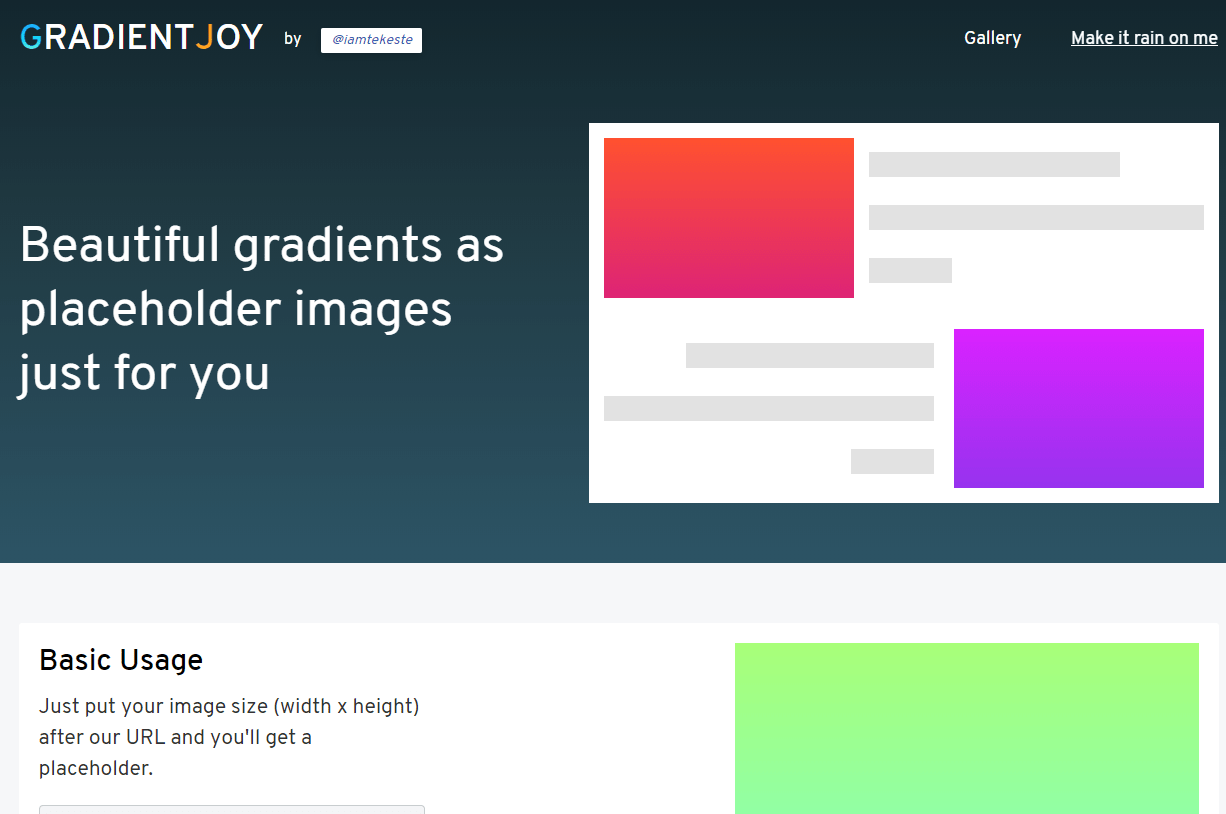 GRADIENTJOY by @iamtekeste Gallery Make it rain on me
Beautiful gradients as
placeholder images
just for you
Basic Usage
Just put your image size (width x height)
after our URL and you'll get a
placeholder.